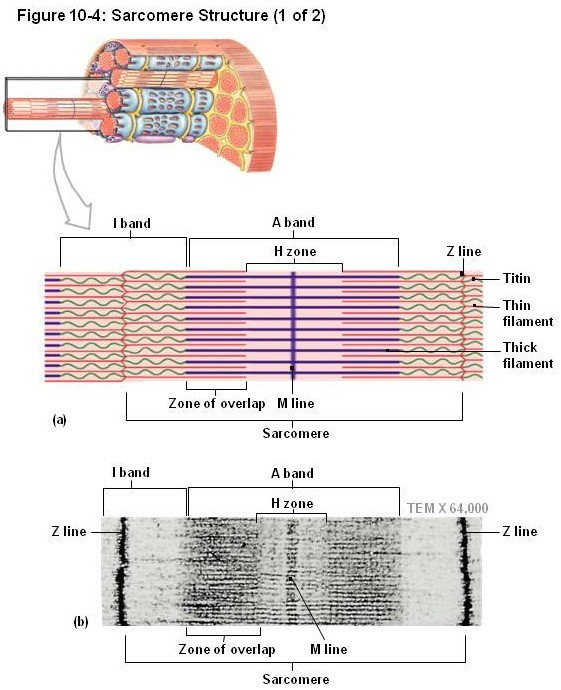 Figure 10-4: Sarcomere Structure (1 of 2)
I band
A band
H zone
Z line
Titin
Thin
filament
Thick
filament
Zone of overlap
M line
(a)
Sarcomere
I band
A band
H zone
TEM X 64,000
Z line
Z line
(b)
Zone of overlap
M line
Sarcomere